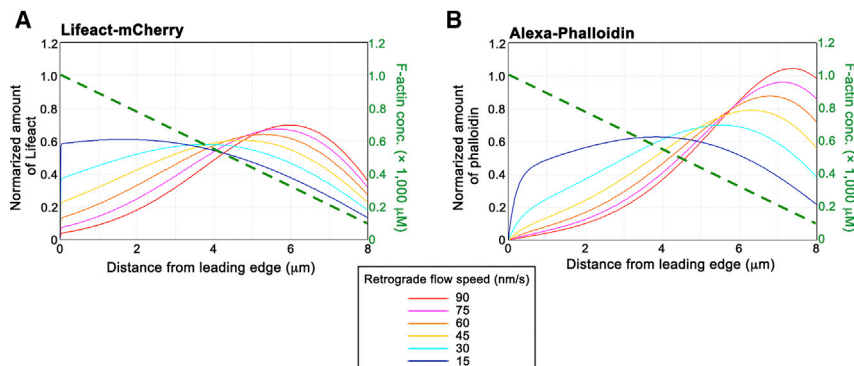 A
Lifeact-mCherry
1.2
1.0
0.8
0.6
0.4
0.2
0
Normarized amount
of Lifeact
0 2 4 6 8
Distance from leading edge (μm)
1.2
1.0
0.8
0.6
0.4
0.2
0
F-actin conc. (× 1,000 μM)
B
Alexa-Phalloidin
1.2
1.0
0.8
0.6
0.4
0.2
0
Normarized amount
of phalloidin
0 2 4 6 8
Distance from leading edge (μm)
1.2
1.0
0.8
0.6
0.4
0.2
0
F-actin conc. (× 1,000 μM)
Retrograde flow speed (nm/s)
90
75
60
45
30
15